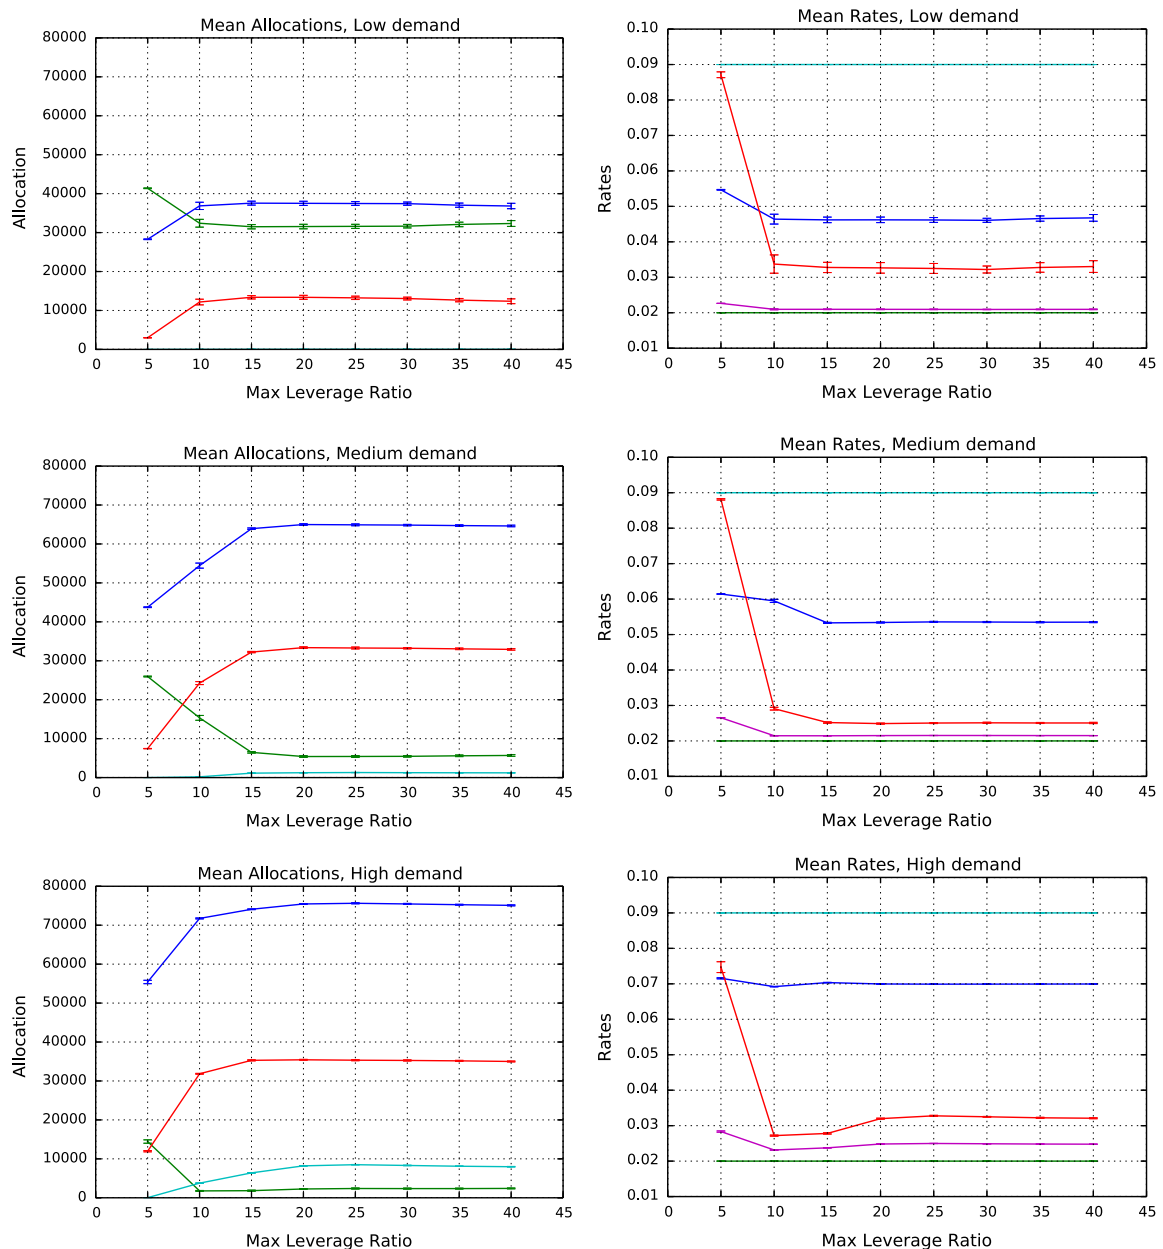 Mean Allocations, Low demand
80000
70000
60000
50000
40000
30000
20000
10000
0
Allocation
0 5 10 15 20 25 30 35 40 45
Max Leverage Ratio
Mean Rates, Low demand
0.10
0.09
0.08
0.07
0.06
0.05
0.04
0.03
0.02
0.01
Rates
0 5 10 15 20 25 30 35 40 45
Max Leverage Ratio
Mean Allocations, Medium demand
80000
70000
60000
50000
40000
30000
20000
10000
0
Allocation
0 5 10 15 20 25 30 35 40 45
Max Leverage Ratio
Mean Rates, Medium demand
0.10
0.09
0.08
0.07
0.06
0.05
0.04
0.03
0.02
0.01
Rates
0 5 10 15 20 25 30 35 40 45
Max Leverage Ratio
Mean Allocations, High demand
80000
70000
60000
50000
40000
30000
20000
10000
0
Allocation
0 5 10 15 20 25 30 35 40 45
Max Leverage Ratio
Mean Rates, High demand
0.10
0.09
0.08
0.07
0.06
0.05
0.04
0.03
0.02
0.01
Rates
0 5 10 15 20 25 30 35 40 45
Max Leverage Ratio